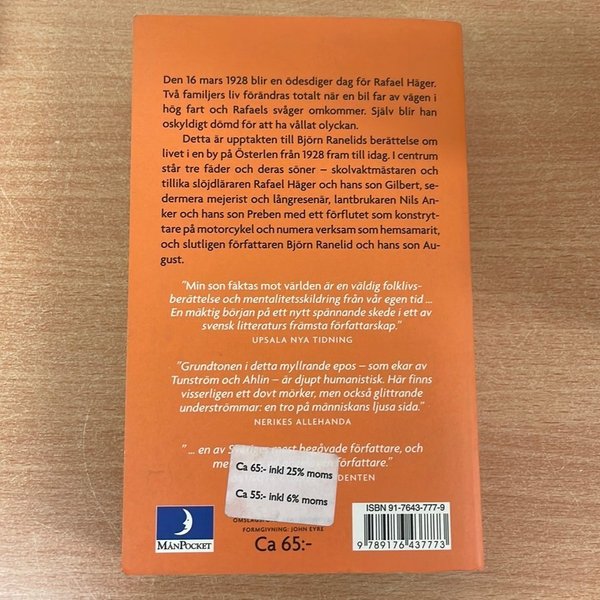 Den 16 mars 1928 blir en ödesdiger dag för Rafael Häger.
Två familjers liv förändras totalt när en bil far av vägen i
hög fart och Rafaels svåger omkommer. Själv blir han
oskyldigt dömd för att ha vållat olyckan.
Detta är upptakten till Björn Ranelids berättelse om
livet i en by på Österlen från 1928 fram till idag. I centrum
står tre fäder och deras söner – skolvaktmästaren och
tillika slöjdläraren Rafael Häger och hans son Gilbert, se-
dermera mejerist och långresenär, lantbrukaren Nils An-
ker och hans son Preben med ett förflutet som konstryt-
tare på motorcykel och numera verksam som hemsamarit,
och slutligen författaren Björn Ranelid och hans son Au-
gust.
"Min son fäktas mot världen är en väldig folklivs-
berättelse och mentalitetsskildring från vår egen tid ...
En mäktig början på ett nytt spännande skede i ett av
svensk litteraturs främsta författarskap."
UPSALA NYA TIDNING
"Grundtonen i detta myllrande epos – som ekar av
Tunström och Ahlin – är djupt humanistisk. Här finns
visserligen ett dovt mörker, men också glittrande
underströmmar: en tro på människans ljusa sida."
NERIKES ALLEHANDA
" ... en av Sveriges mest begåvade författare, och
författare."
DENTEN
Ca 65:- inkl 25% moms
Ca 55:- inkl 6% moms
FORMGIVNING: JOHN EYRE
Ca 65:-
MÅNPOCKET
ISBN 91-7643-777-9
9 789176 437773